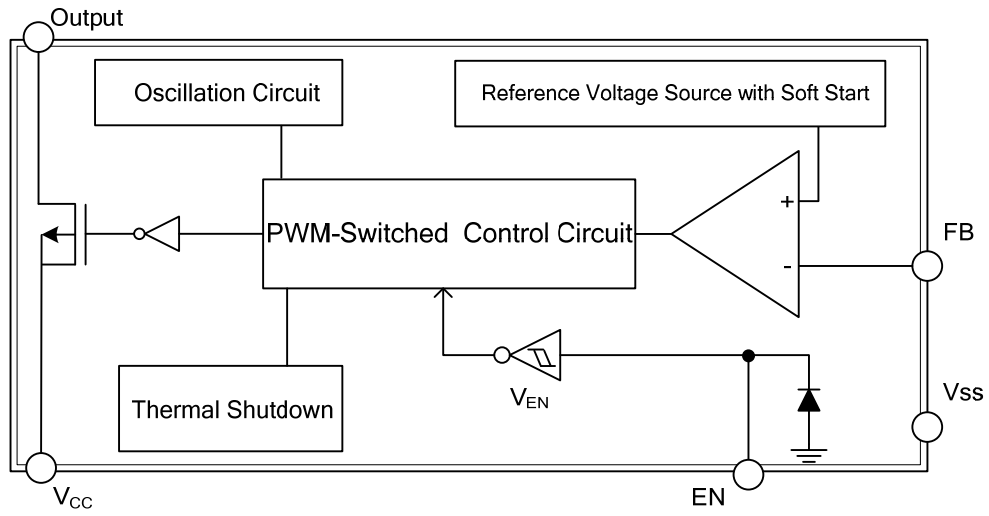 Output
Oscillation Circuit
Reference Voltage Source with Soft Start
+
PWM-Switched Control Circuit
FB
-
Thermal Shutdown
VEN
Vss
VCC
EN